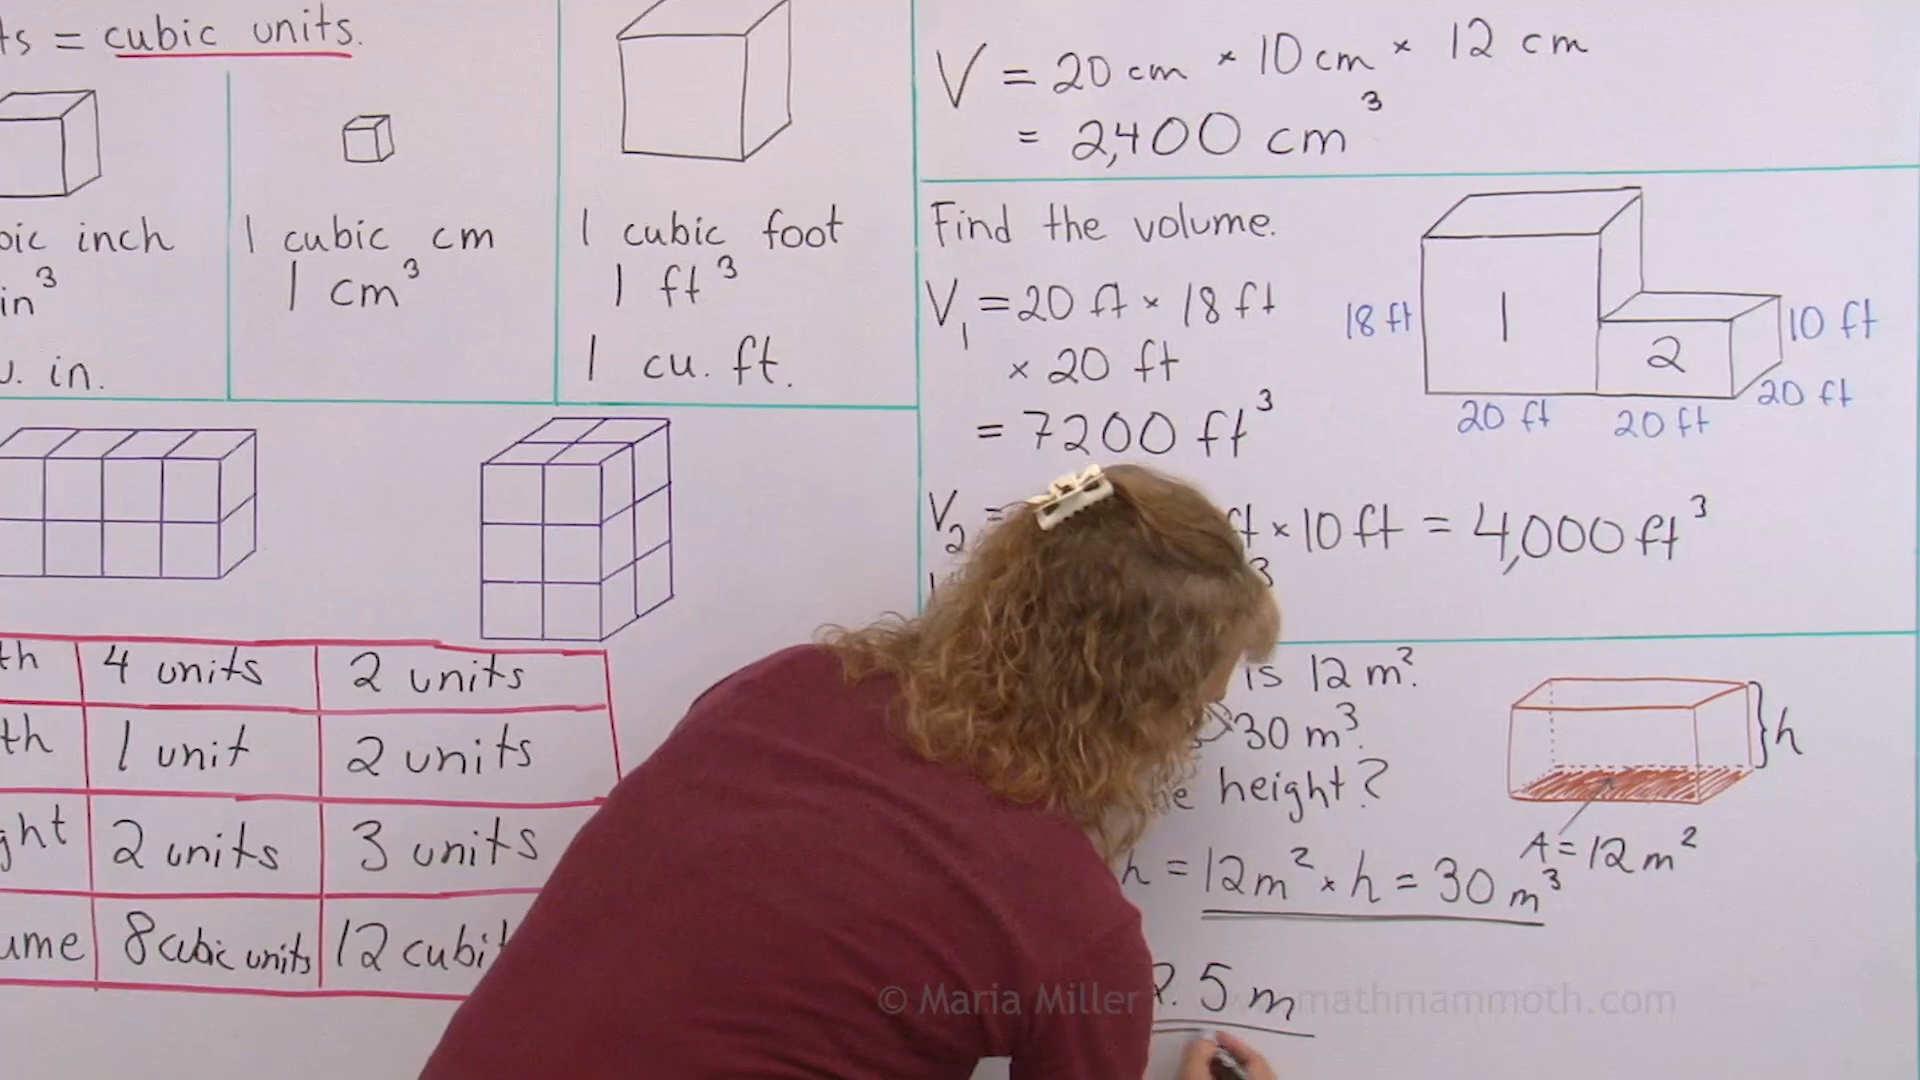 = cubic units.
inch
in³
in.
1 cubic cm
1 cm³
1 cubic foot
1 ft³
1 cu. ft.
4 units
2 units
1 unit
2 units
2 units
3 units
8 cubic units
12
V = 20 cm × 10 cm × 12 cm
= 2,400 cm³
Find the volume.
V₁ = 20 ft × 18 ft
× 20 ft
= 7200 ft³
18 ft
1
2
10 ft
20 ft
20 ft
20 ft
V₂ =
× 10 ft = 4,000 ft³
is 12 m².
30 m³.
height?
h
A = 12 m²
h = 12 m² × h = 30 m³
5 m
© Maria Miller
mathmammoth.com